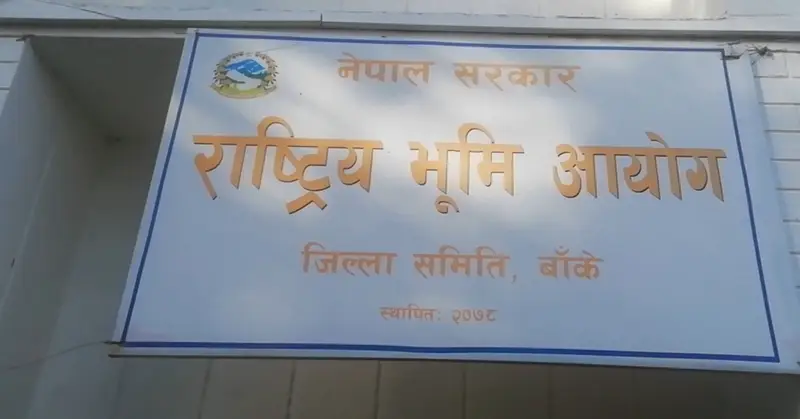 नेपाल सरकार
राष्ट्रिय भूमि आयोग
जिल्ला समिति, बाँके
स्थापितः २०७८